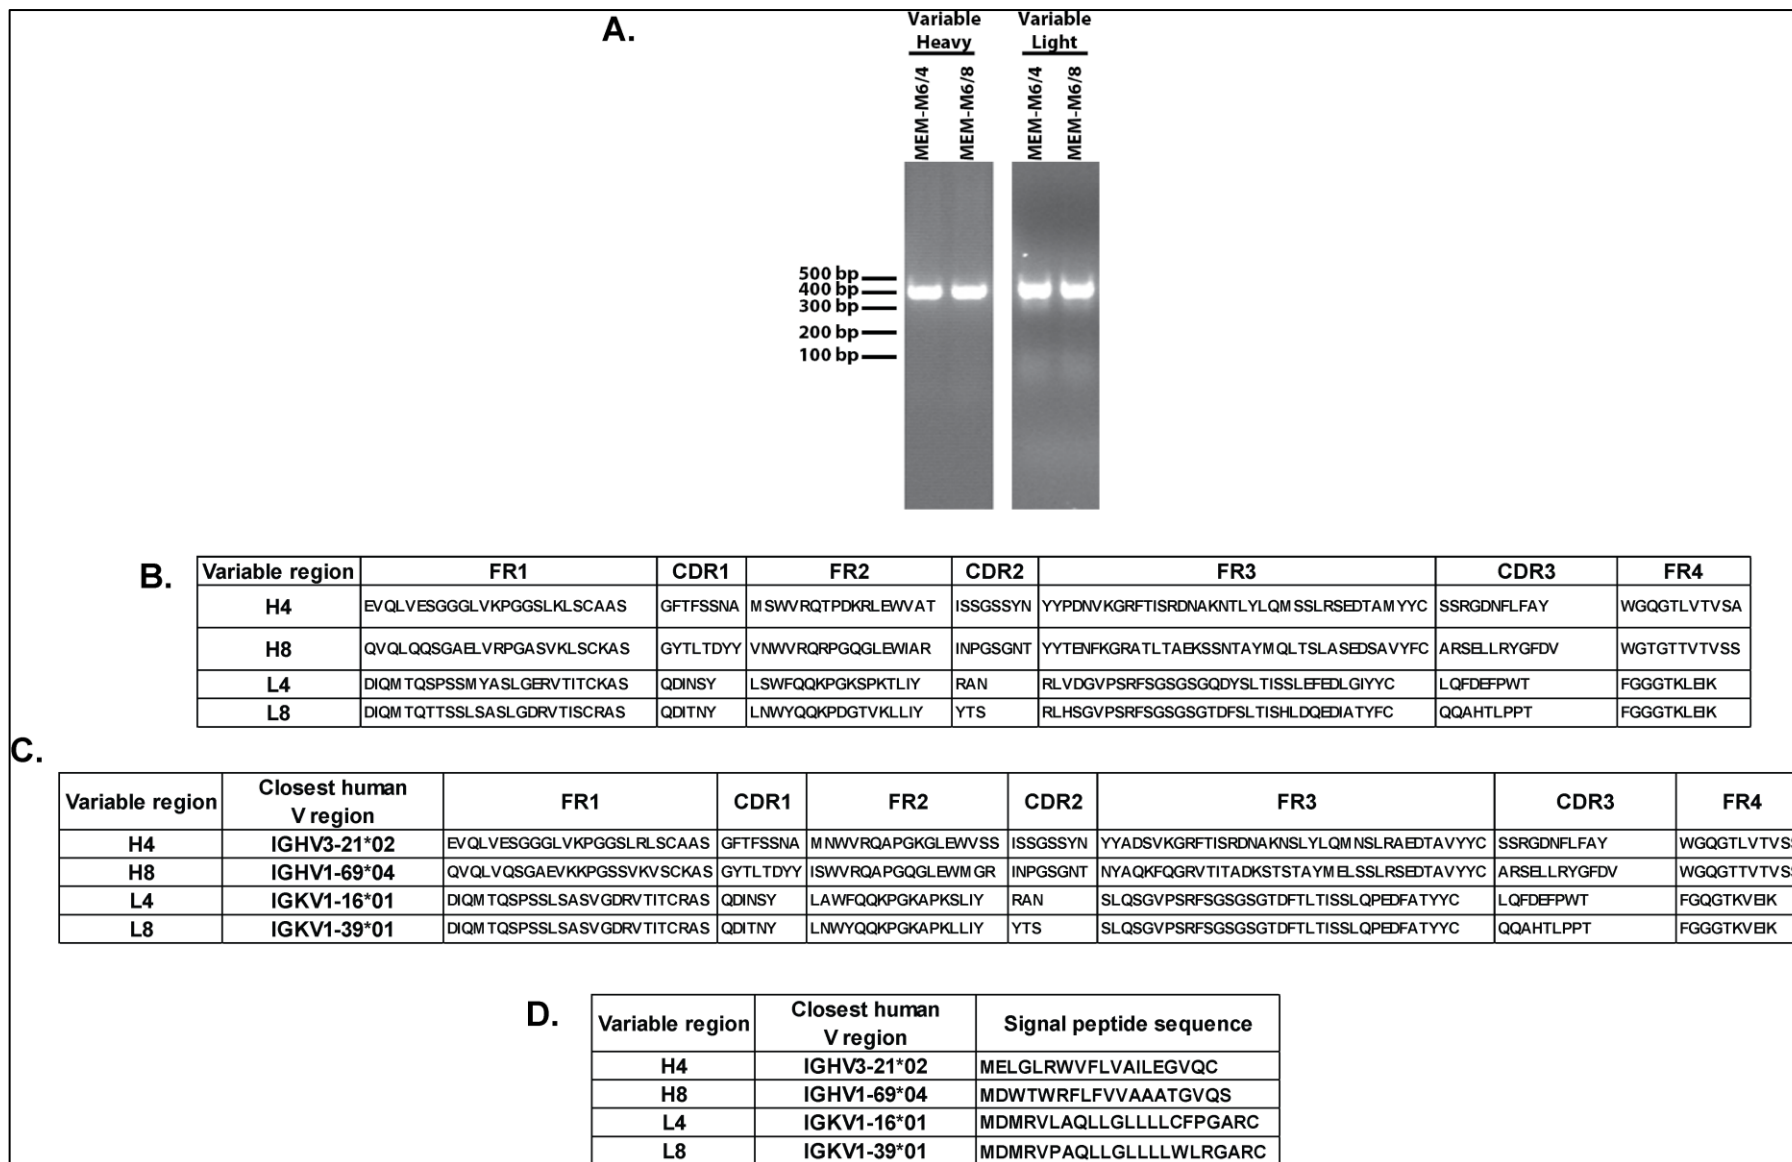 A.
Variable Heavy
Variable Light
MEM-M6/4
MEM-M6/8
MEM-M6/4
MEM-M6/8
500 bp
400 bp
300 bp
200 bp
100 bp
B.
Variable region FR1 CDR1 FR2 CDR2 FR3 CDR3 FR4
H4 EVQLVESGGGLVKPGGSLKLSCAAS GFTFSSNA MSWVRQTPDKRLEWVAT ISSGSSYN YYPDNVKGRFTISRDNAKNTLYLQMSSLRSEDTAMYYC SSRGDNFLFAY WGQGTLVTVSA
H8 QVQLQQSGAELVRPGASVKLSCKAS GYTLTDYY VNWVRQRPGQGLEWIAR INPGSGNT YYTENFKGRATLTAEKSSNTAYMQLTSLASEDSAVYFC ARSELLRYGFDV WGTGTTVTVSS
L4 DIQMTQSPSSMYASLGERVTITCKAS QDINSY LSWFQQKPGKSPKTLIY RAN RLVDGVPSRFSGSGSGQDYSLTISSLEFEDLGIYYC LQFDEFPWT FGGGTKLEIK
L8 DIQMTQTTSSLSASLGDRVTISCRAS QDITNY LNWYQQKPDGTVKLLIY YTS RLHSGVPSRFSGSGSGTDFSLTISHLDQEDIATYFC QQAHTLPPT FGGGTKLEIK
C.
Variable region Closest human V region FR1 CDR1 FR2 CDR2 FR3 CDR3 FR4
H4 IGHV3-21*02 EVQLVESGGGLVKPGGSLRLSCAAS GFTFSSNA MNWVRQAPGKGLEWVSS ISSGSSYN YYADSVKGRFTISRDNAKNSLYLQMNSLRAEDTAVYYC SSRGDNFLFAY WGQGTLVTVSS
H8 IGHV1-69*04 QVQLVQSGAEVKKPGSSVKVSCKAS GYTLTDYY ISWVRQAPGQGLEWMGR INPGSGNT NYAQKFQGRVTITADKSTSTAYMELSSLRSEDTAVYYC ARSELLRYGFDV WGQGTTVTVSS
L4 IGKV1-16*01 DIQMTQSPSSLSASVGDRVTITCRAS QDINSY LAWFQQKPGKAPKSLIY RAN SLQSGVPSRFSGSGSGTDFTLTISSLQPEDFATYYC LQFDEFPWT FGQGTKVEIK
L8 IGKV1-39*01 DIQMTQSPSSLSASVGDRVTITCRAS QDITNY LNWYQQKPGKAPKLLIY YTS SLQSGVPSRFSGSGSGTDFTLTISSLQPEDFATYYC QQAHTLPPT FGGGTKVEIK
D.
Variable region Closest human V region Signal peptide sequence
H4 IGHV3-21*02 MELGLRWVFLVAILEGVQC
H8 IGHV1-69*04 MDWTWRFLFVVAAATGVQS
L4 IGKV1-16*01 MDMRVLAQLLGLLLLCFPGARC
L8 IGKV1-39*01 MDMRVPAQLLGLLLLWLRGARC